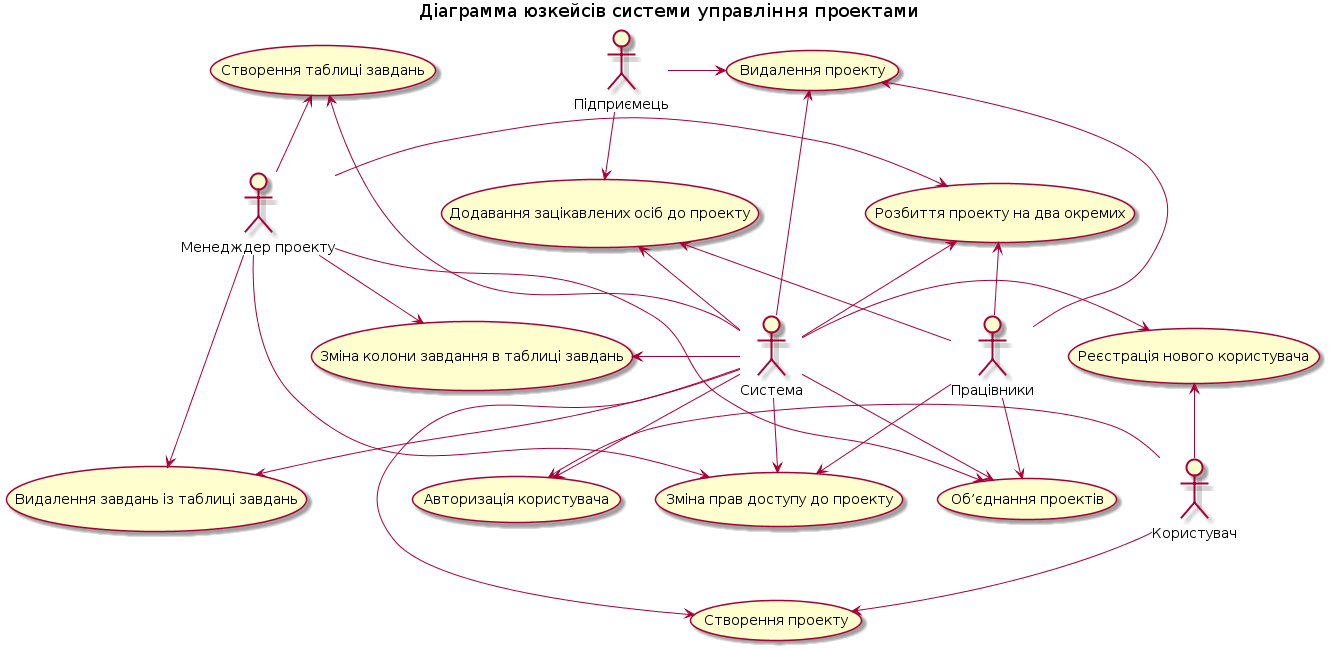 Діаграмма юзкейсів системи управління проектами
Створення таблиці завдань
Видалення проекту
Підприємець
Додавання зацікавлених осіб до проекту
Розбиття проекту на два окремих
Менедждер проекту
Зміна колони завдання в таблиці завдань
Реєстрація нового користувача
Система
Працівники
Видалення завдань із таблиці завдань
Авторизація користувача
Зміна прав доступу до проекту
Об’єднання проектів
Користувач
Створення проекту